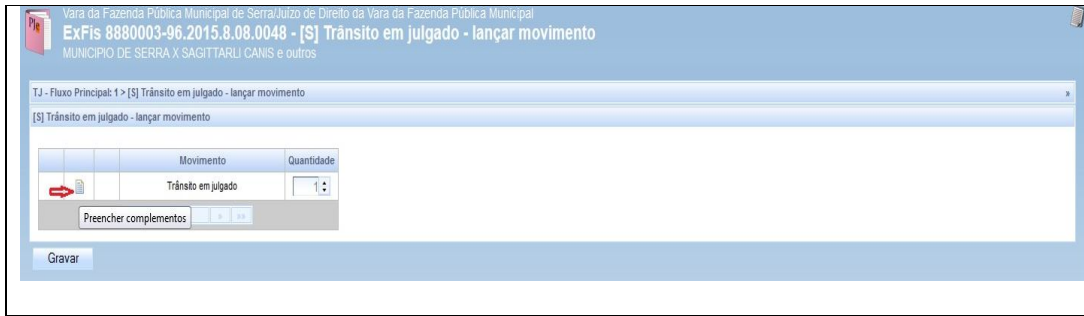 Vara da Fazenda Pública Municipal de Serra/Juízo de Direito da Vara da Fazenda Pública Municipal
PJe
ExFis 8880003-96.2015.8.08.0048 - [S] Trânsito em julgado - lançar movimento
MUNICIPIO DE SERRA X SAGITTARLI CANIS e outros
TJ - Fluxo Principal: 1 > [S] Trânsito em julgado - lançar movimento »
[S] Trânsito em julgado - lançar movimento
Movimento Quantidade
Trânsito em julgado 1
Preencher complementos » »»
Gravar